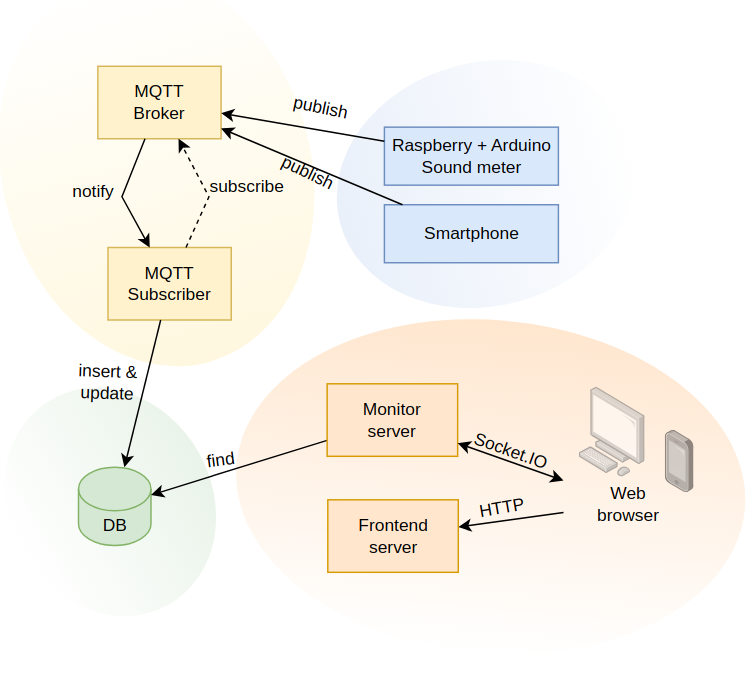 MQTT
Broker
publish
Raspberry + Arduino
Sound meter
publish
notify
subscribe
Smartphone
MQTT
Subscriber
insert &
update
Monitor
server
Socket.IO
find
Web
browser
HTTP
Frontend
server
DB